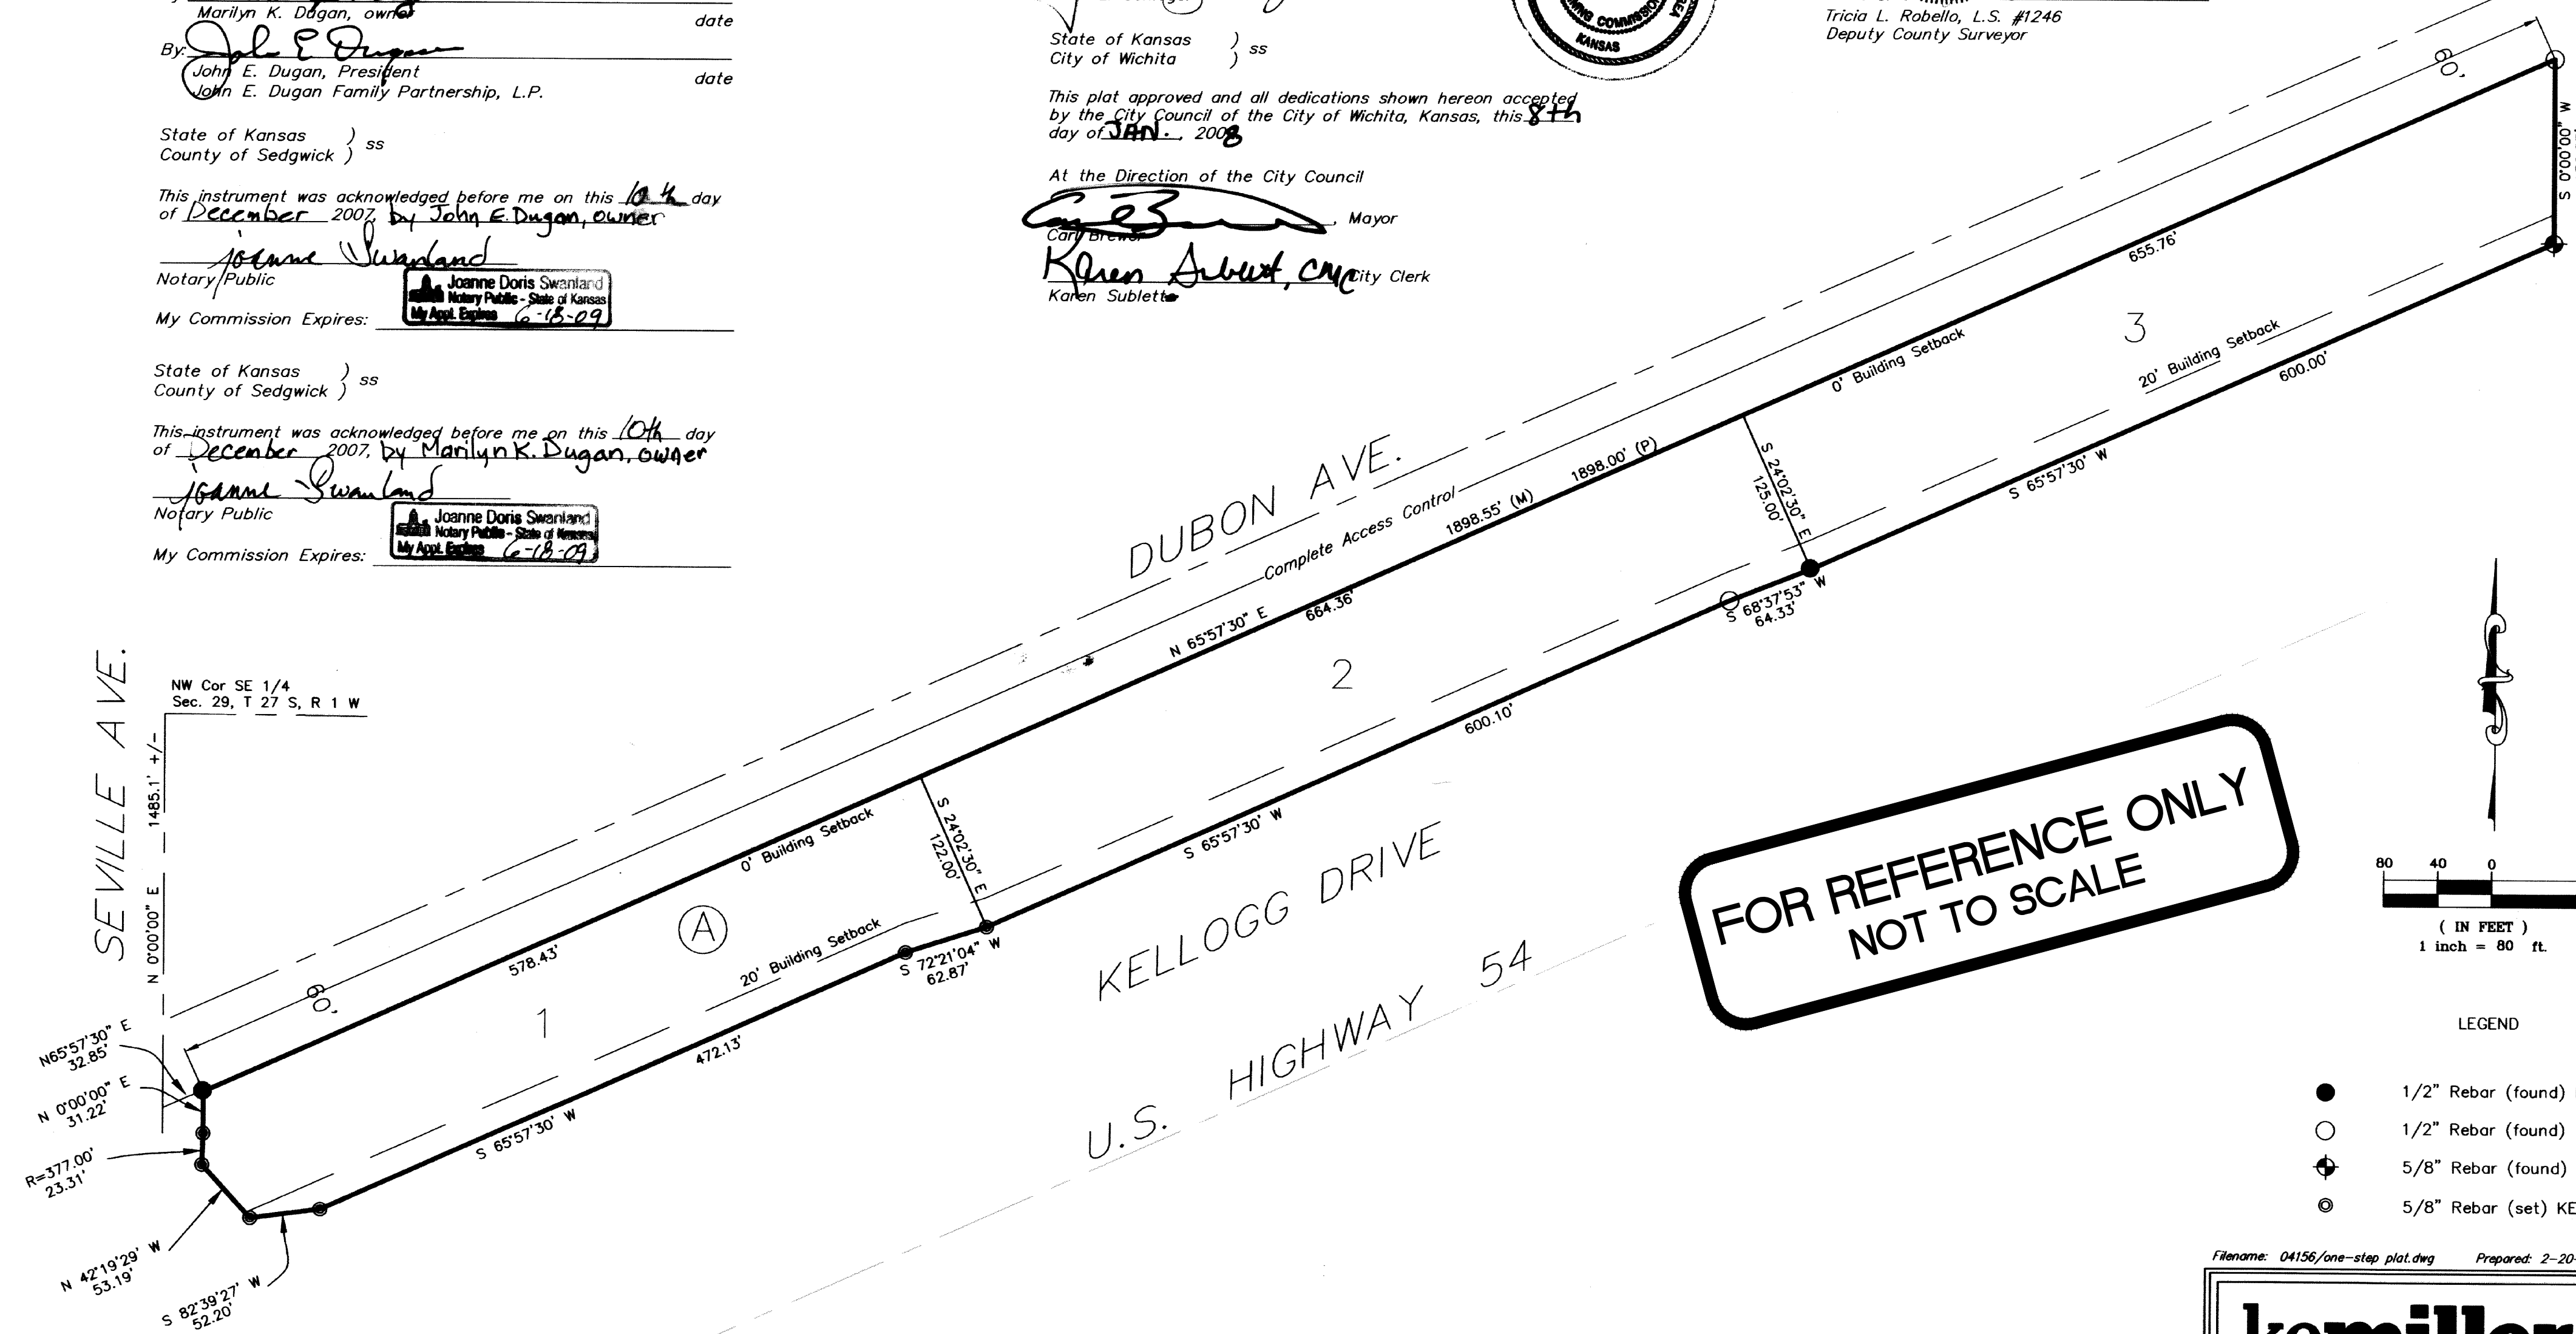 Marilyn K. Dugan, owner
date
By: John E Dugan
John E. Dugan, President
date
John E. Dugan Family Partnership, L.P.
State of Kansas )
County of Sedgwick ) ss
This instrument was acknowledged before me on this 10th day
of December 2007, by John E. Dugan, owner
Joanne Swanland
Notary Public
Joanne Doris Swanland
Notary Public - State of Kansas
My Appt. Expires 6-18-09
My Commission Expires:
State of Kansas )
County of Sedgwick ) ss
This instrument was acknowledged before me on this 10th day
of December 2007, by Marilyn K. Dugan, owner
Joanne Swanland
Notary Public
Joanne Doris Swanland
Notary Public - State of Kansas
My Appt. Expires 6-18-09
My Commission Expires:
State of Kansas )
City of Wichita ) ss
This plat approved and all dedications shown hereon accepted
by the City Council of the City of Wichita, Kansas, this 8th
day of JAN., 2008
At the Direction of the City Council
, Mayor
Carl Brewer
Karen Sublett, CMC City Clerk
Karen Sublette
COMMISSION
KANSAS
Tricia L. Robello, L.S. #1246
Deputy County Surveyor
60'
S 0°00'00" W
655.76'
3
0' Building Setback
20' Building Setback
600.00'
S 65°57'30" W
S 24°02'30" E
125.00'
S 68°37'53" W
64.33'
DUBON AVE.
Complete Access Control
1898.55' (M)
1898.00' (P)
N 65°57'30" E
664.36'
2
600.10'
S 65°57'30" W
KELLOGG DRIVE
U.S. HIGHWAY 54
SEVILLE AVE.
NW Cor SE 1/4
Sec. 29, T 27 S, R 1 W
N 0°00'00" E
1485.1' +/-
0' Building Setback
S 24°02'30" E
122.00'
A
578.43'
20' Building Setback
S 72°21'04" W
62.87'
60'
1
472.13'
S 65°57'30" W
N65°57'30" E
32.85'
N 0°00'00" E
31.22'
R=377.00'
23.31'
N 42°19'29" W
53.19'
S 82°39'27" W
52.20'
FOR REFERENCE ONLY
NOT TO SCALE
80 40 0
( IN FEET )
1 inch = 80 ft.
LEGEND
1/2" Rebar (found)
1/2" Rebar (found)
5/8" Rebar (found)
5/8" Rebar (set) KE
Filename: 04156/one-step plat.dwg Prepared: 2-20-
kemiller